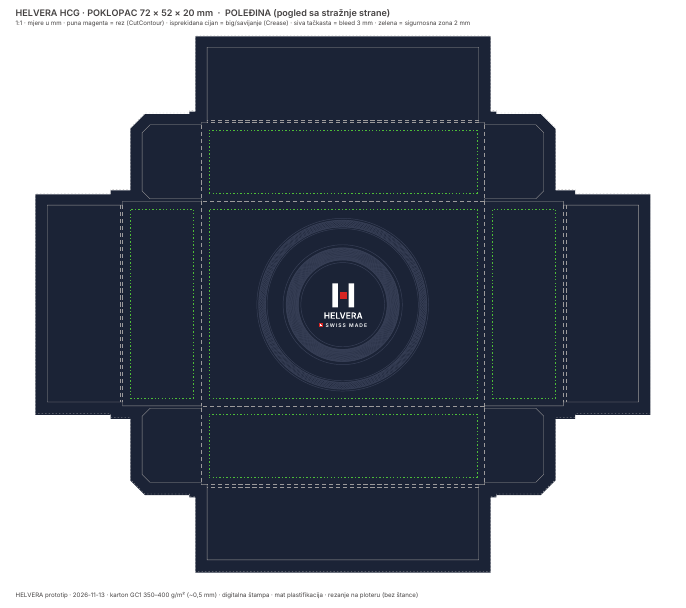 HELVERA HCG · POKLOPAC 72 × 52 × 20 mm · POLEĐINA (pogled sa stražnje strane)
1:1 · mjere u mm · puna magenta = rez (CutContour) · isprekidana cijan = big/savijanje (Crease) · siva tačkasta = bleed 3 mm · zelena = sigurnosna zona 2 mm
H
HELVERA
SWISS MADE
HELVERA prototip · 2026-11-13 · karton GC1 350–400 g/m² (~0,5 mm) · digitalna štampa · mat plastifikacija · rezanje na ploteru (bez štance)